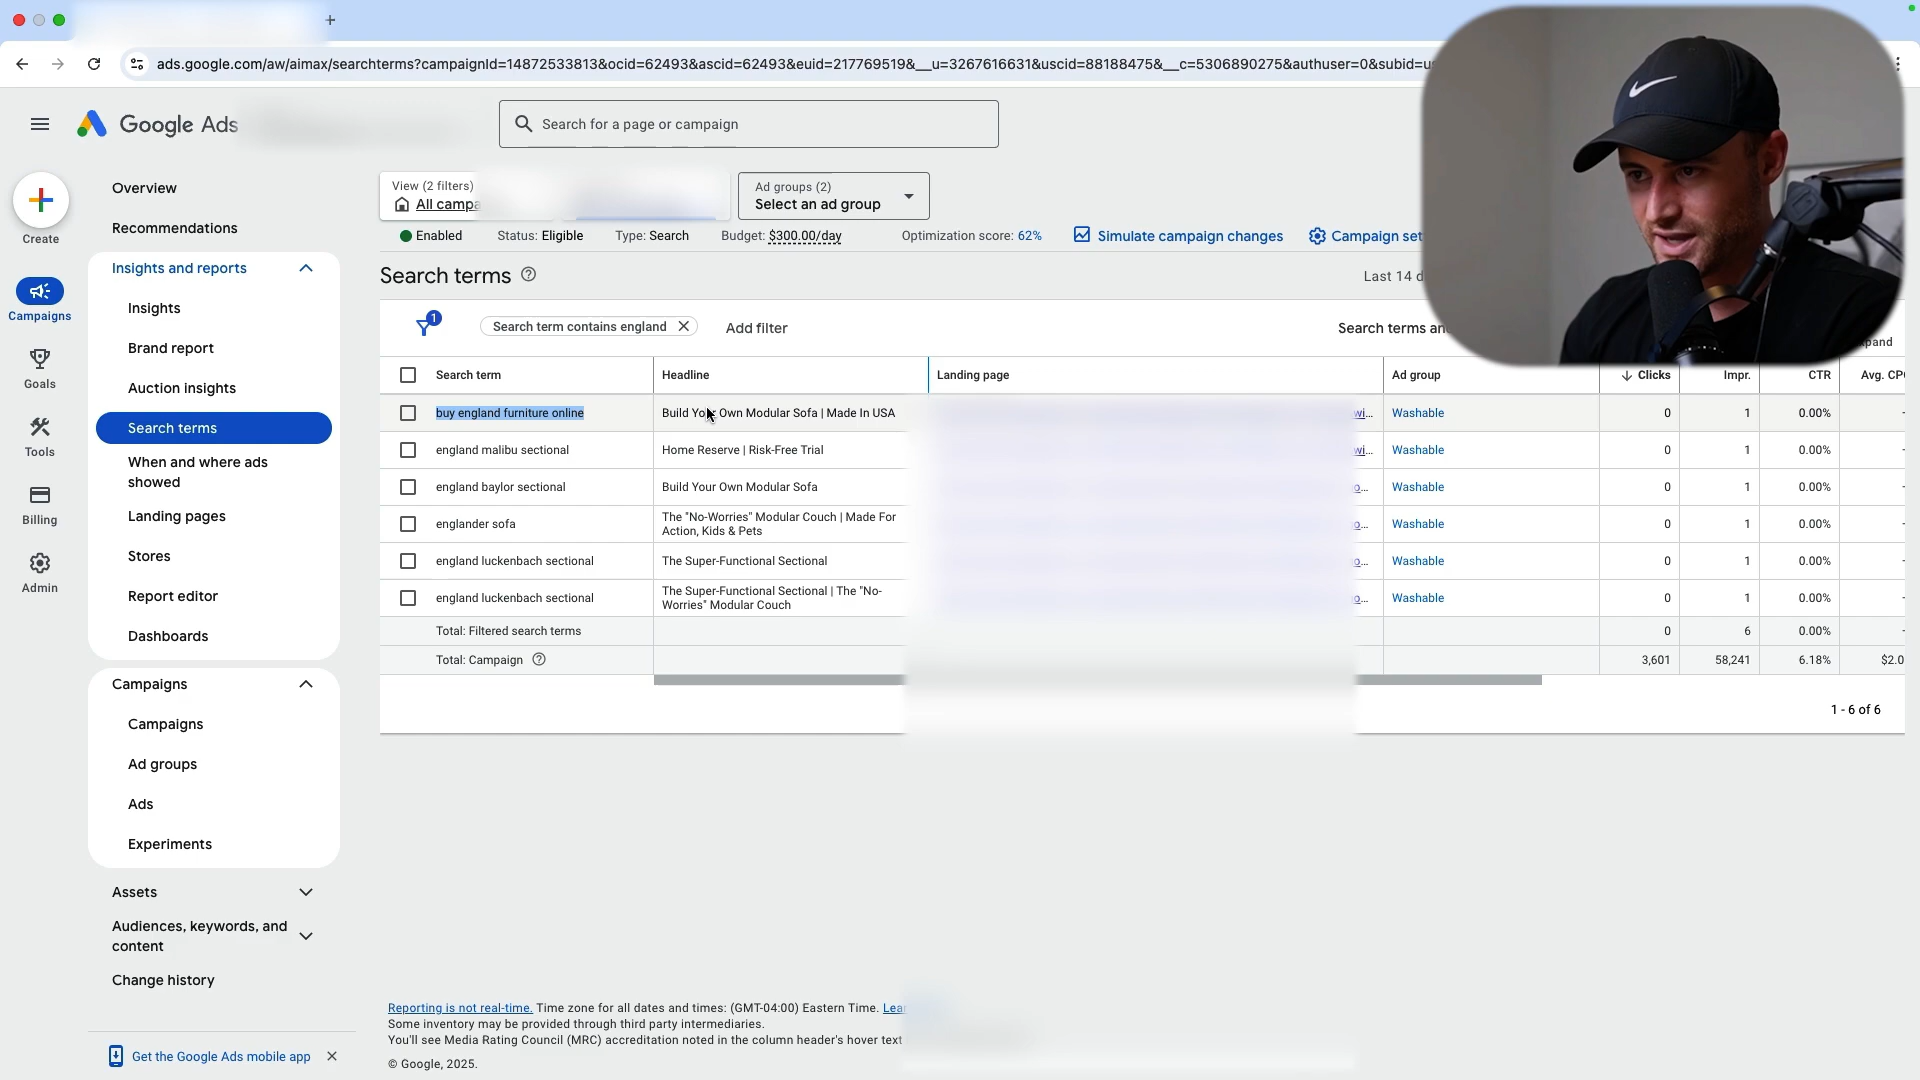 ads.google.com/aw/aimax/searchterms?campaignId=14872533813&ocid=62493&ascid=62493&euid=217769519&__u=3267616631&uscid=88188475&__c=5306890275&authuser=0&subid=us
Google Ads
Search for a page or campaign
Create
Campaigns
Goals
Tools
Billing
Admin
Overview
Recommendations
Insights and reports
Insights
Brand report
Auction insights
Search terms
When and where ads
showed
Landing pages
Stores
Report editor
Dashboards
Campaigns
Campaigns
Ad groups
Ads
Experiments
Assets
Audiences, keywords, and
content
Change history
Get the Google Ads mobile app
View (2 filters)
All campa
Ad groups (2)
Select an ad group
Enabled Status: Eligible Type: Search Budget: $300.00/day Optimization score: 62% Simulate campaign changes Campaign set
Search terms Last 14 d
1 Search term contains england Add filter Search terms an
pand
Search term Headline Landing page Ad group Clicks Impr. CTR Avg. CP
buy england furniture online Build Your Own Modular Sofa | Made In USA wi... Washable 0 1 0.00%
england malibu sectional Home Reserve | Risk-Free Trial wi... Washable 0 1 0.00%
england baylor sectional Build Your Own Modular Sofa o... Washable 0 1 0.00%
englander sofa The "No-Worries" Modular Couch | Made For
Action, Kids & Pets o... Washable 0 1 0.00%
england luckenbach sectional The Super-Functional Sectional o... Washable 0 1 0.00%
england luckenbach sectional The Super-Functional Sectional | The "No-
Worries" Modular Couch o... Washable 0 1 0.00%
Total: Filtered search terms 0 6 0.00%
Total: Campaign 3,601 58,241 6.18% $2.0
1 - 6 of 6
Reporting is not real-time. Time zone for all dates and times: (GMT-04:00) Eastern Time. Lear
Some inventory may be provided through third party intermediaries.
You'll see Media Rating Council (MRC) accreditation noted in the column header's hover text
© Google, 2025.